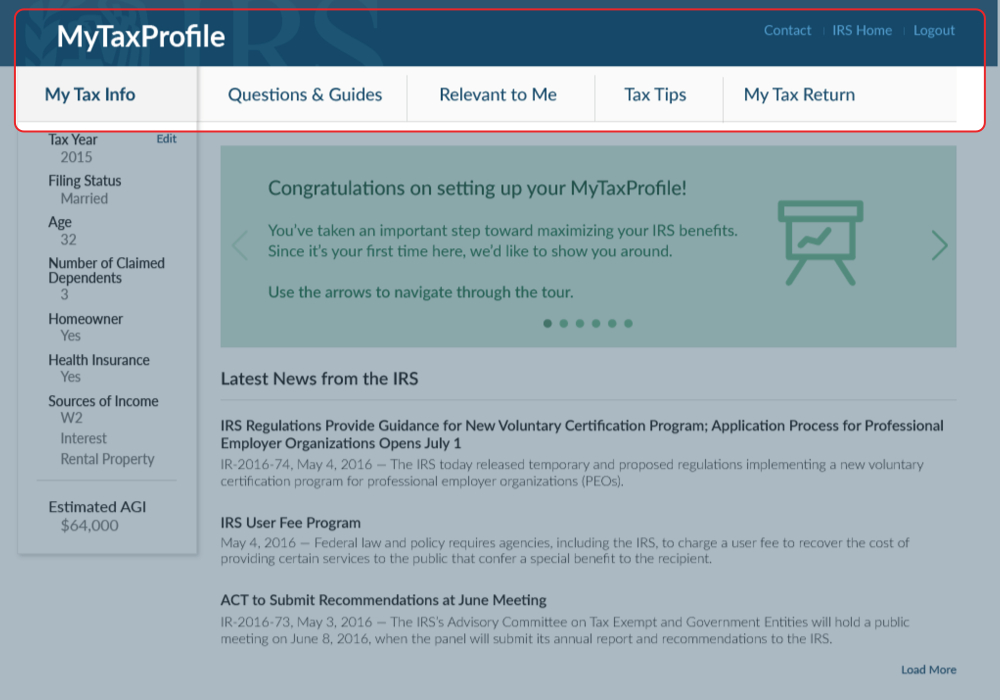 IRS
MyTaxProfile
Contact
IRS Home
Logout
My Tax Info
Questions & Guides
Relevant to Me
Tax Tips
My Tax Return
Tax Year
Edit
2015
Filing Status
Married
Age
32
Number of Claimed
Dependents
3
Homeowner
Yes
Health Insurance
Yes
Sources of Income
W2
Interest
Rental Property
Estimated AGI
$64,000
Congratulations on setting up your MyTaxProfile!
You've taken an important step toward maximizing your IRS benefits.
Since it's your first time here, we'd like to show you around.
Use the arrows to navigate through the tour.
Latest News from the IRS
IRS Regulations Provide Guidance for New Voluntary Certification Program; Application Process for Professional
Employer Organizations Opens July 1
IR-2016-74, May 4, 2016 — The IRS today released temporary and proposed regulations implementing a new voluntary
certification program for professional employer organizations (PEOs).
IRS User Fee Program
May 4, 2016 — Federal law and policy requires agencies, including the IRS, to charge a user fee to recover the cost of
providing certain services to the public that confer a special benefit to the recipient.
ACT to Submit Recommendations at June Meeting
IR-2016-73, May 3, 2016 — The IRS's Advisory Committee on Tax Exempt and Government Entities will hold a public
meeting on June 8, 2016, when the panel will submit its annual report and recommendations to the IRS.
Load More